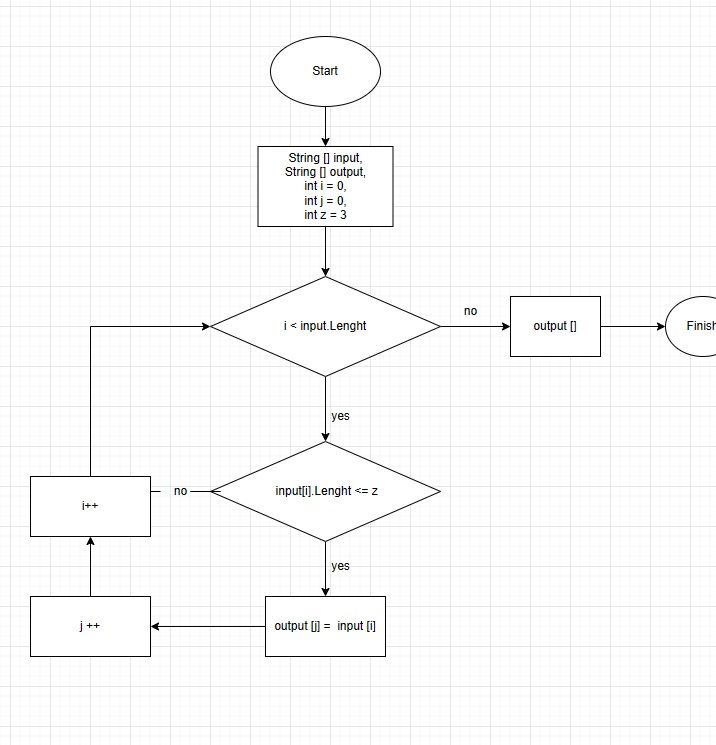 Start
String [] input,
String [] output,
int i = 0,
int j = 0,
int z = 3
i < input.Lenght
no
output []
Finish
yes
input[i].Lenght <= z
no
i++
yes
output [j] = input [i]
j ++